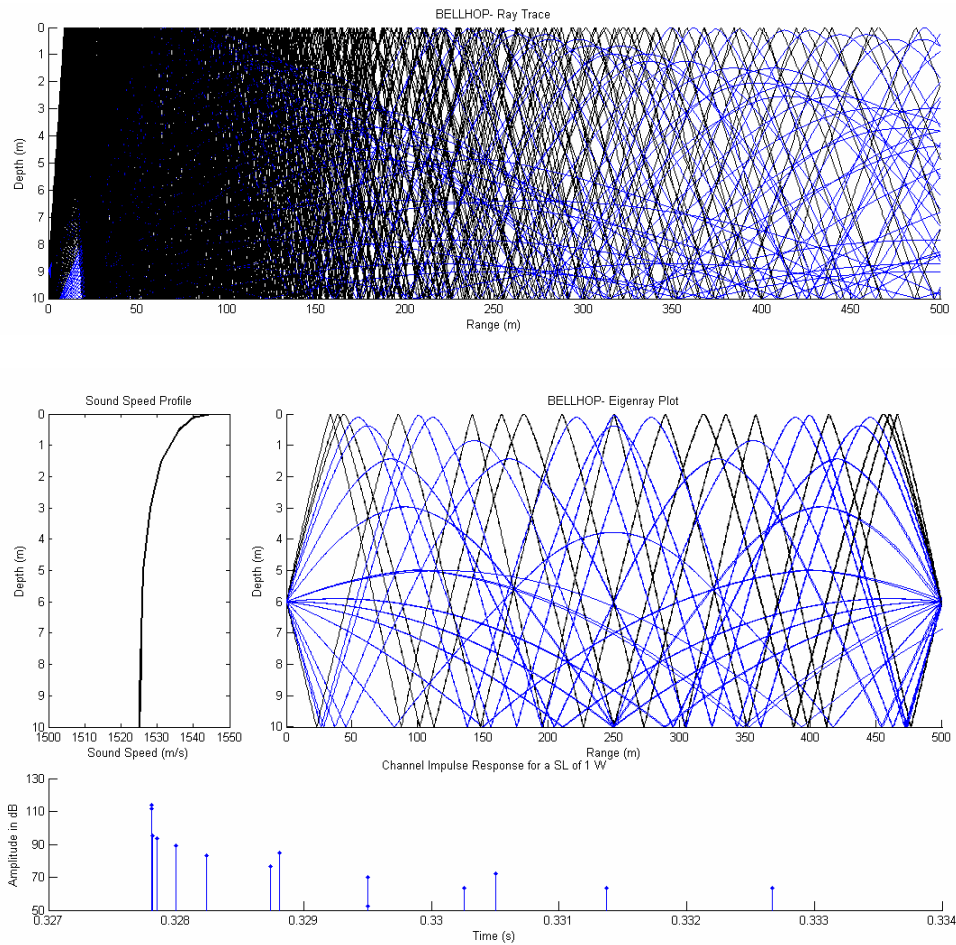 BELLHOP- Ray Trace
Depth (m)
0
1
2
3
4
5
6
7
8
9
10
0 50 100 150 200 250 300 350 400 450 500
Range (m)
Sound Speed Profile
Depth (m)
0
1
2
3
4
5
6
7
8
9
10
1500 1510 1520 1530 1540 1550
Sound Speed (m/s)
BELLHOP- Eigenray Plot
Depth (m)
0
1
2
3
4
5
6
7
8
9
10
0 50 100 150 200 250 300 350 400 450 500
Range (m)
Channel Impulse Response for a SL of 1 W
Amplitude in dB
130
110
90
70
50
0.327 0.328 0.329 0.33 0.331 0.332 0.333 0.334
Time (s)